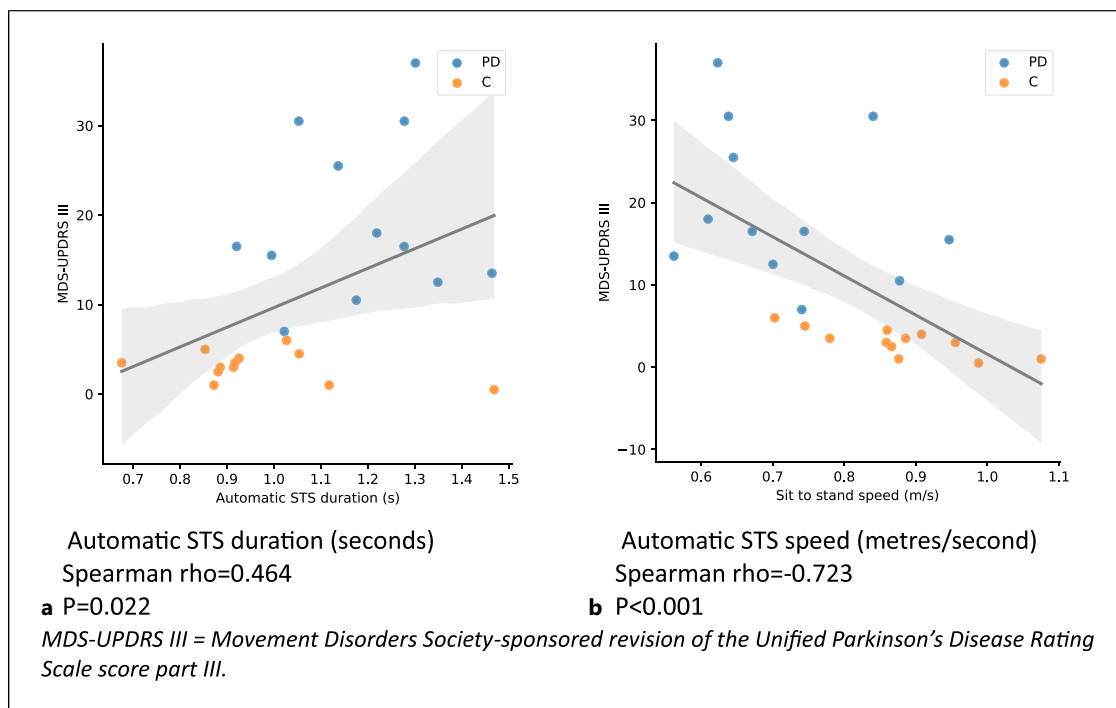 PD
C
30
20
10
0
MDS-UPDRS III
0.7 0.8 0.9 1.0 1.1 1.2 1.3 1.4 1.5
Automatic STS duration (s)
PD
C
30
20
10
0
−10
MDS-UPDRS III
0.6 0.7 0.8 0.9 1.0 1.1
Sit to stand speed (m/s)
Automatic STS duration (seconds)
Spearman rho=0.464
a P=0.022
Automatic STS speed (metres/second)
Spearman rho=-0.723
b P<0.001
MDS-UPDRS III = Movement Disorders Society-sponsored revision of the Unified Parkinson’s Disease Rating
Scale score part III.